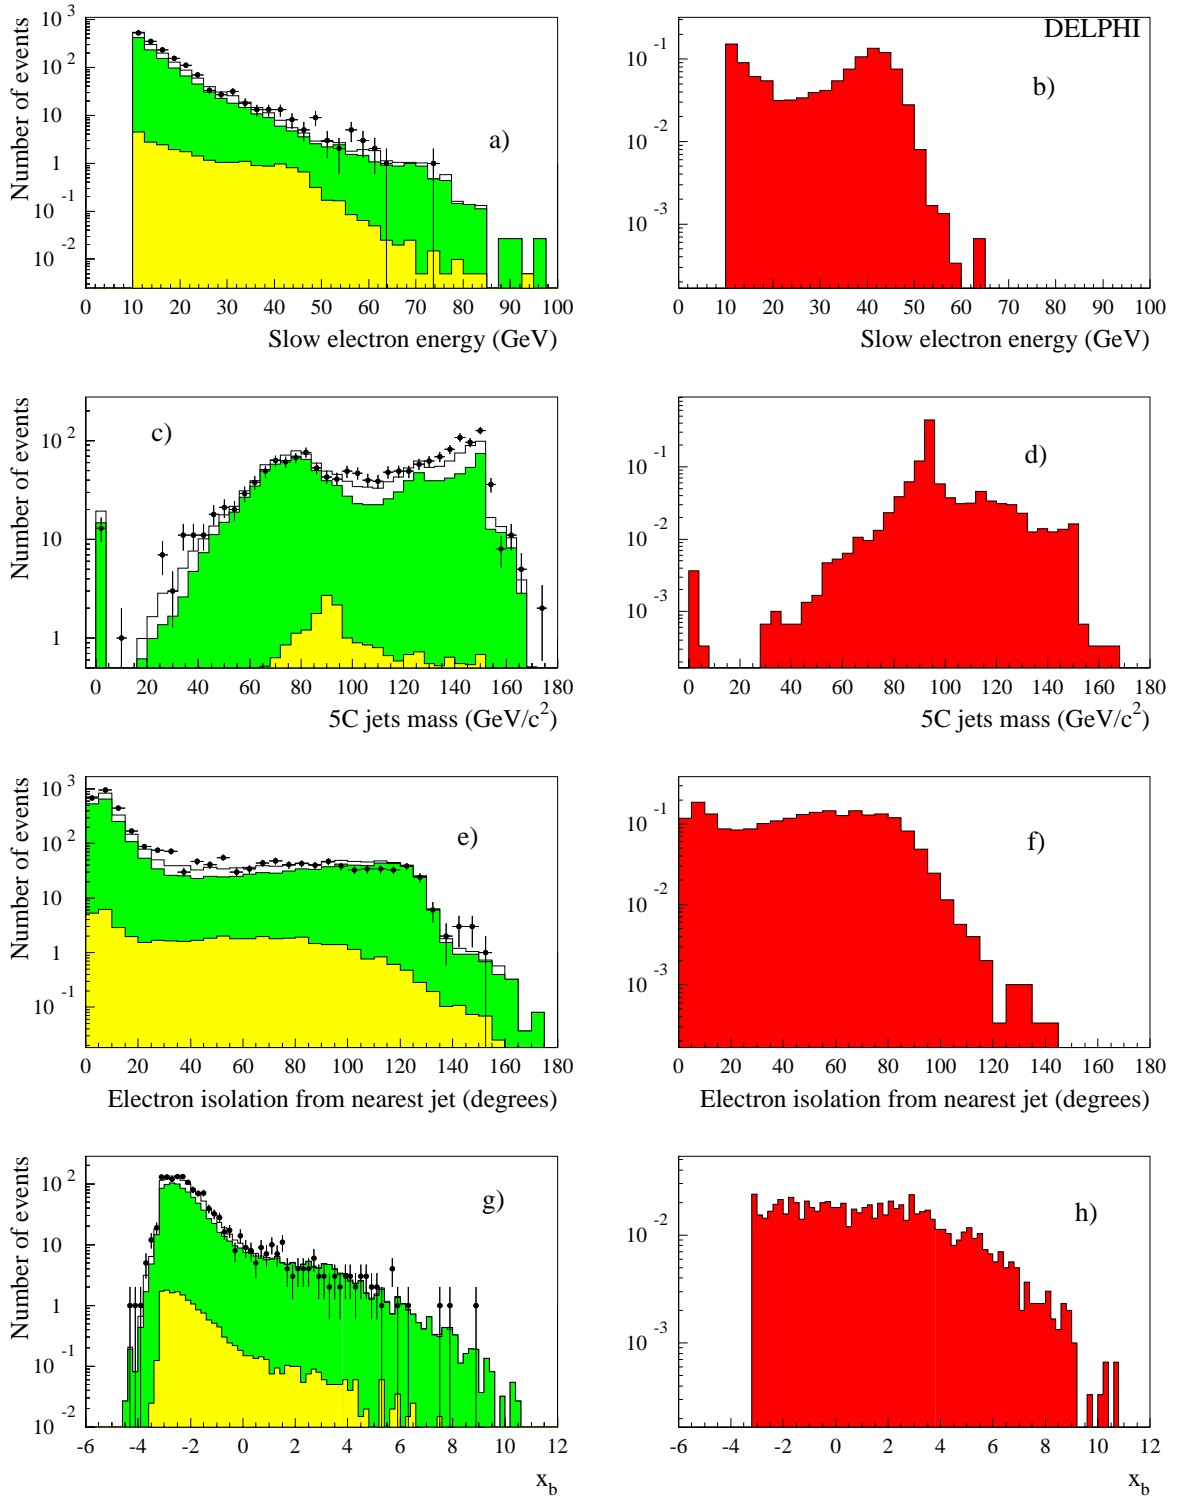 DELPHI
Number of events
10³
10²
10
1
10⁻¹
10⁻²
a)
0 10 20 30 40 50 60 70 80 90 100
Slow electron energy (GeV)
10⁻¹
10⁻²
10⁻³
b)
0 10 20 30 40 50 60 70 80 90 100
Slow electron energy (GeV)
Number of events
10²
10
1
c)
0 20 40 60 80 100 120 140 160 180
5C jets mass (GeV/c²)
10⁻¹
10⁻²
10⁻³
d)
0 20 40 60 80 100 120 140 160 180
5C jets mass (GeV/c²)
Number of events
10³
10²
10
1
10⁻¹
e)
0 20 40 60 80 100 120 140 160 180
Electron isolation from nearest jet (degrees)
10⁻¹
10⁻²
10⁻³
f)
0 20 40 60 80 100 120 140 160 180
Electron isolation from nearest jet (degrees)
Number of events
10²
10
1
10⁻¹
10⁻²
g)
-6 -4 -2 0 2 4 6 8 10 12
x_b
10⁻²
10⁻³
h)
-6 -4 -2 0 2 4 6 8 10 12
x_b